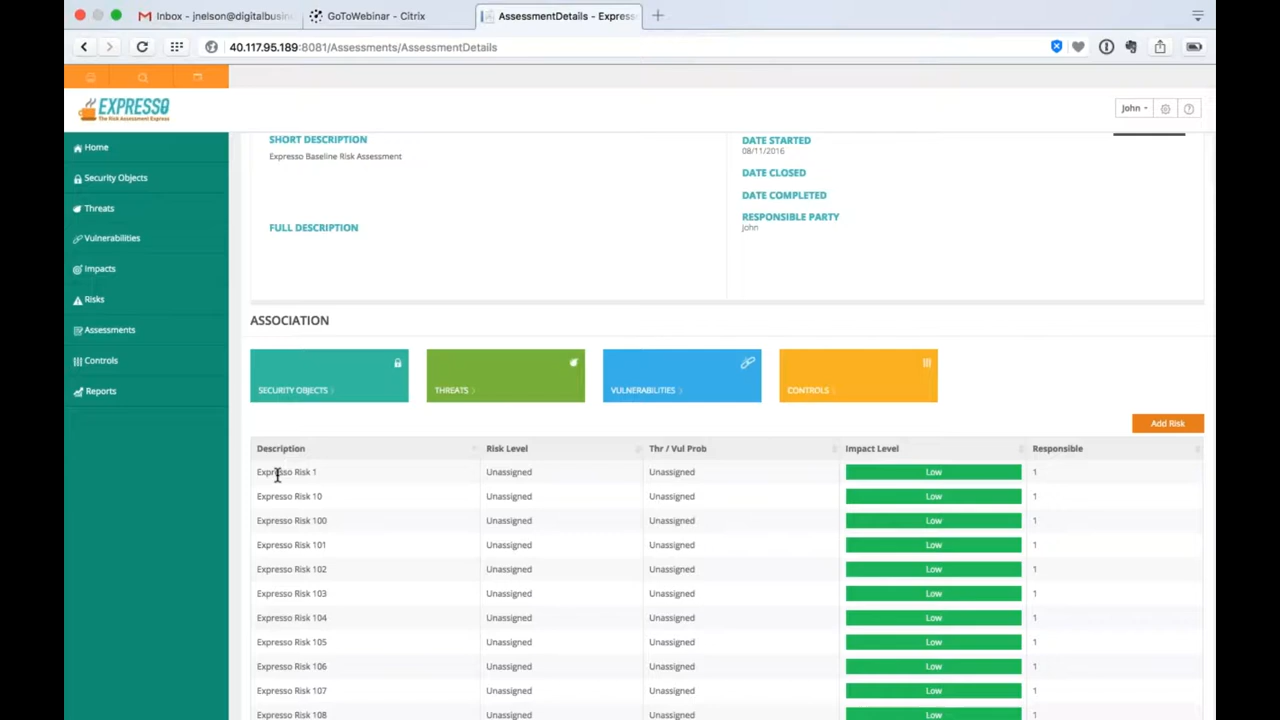 Inbox - jnelson@digitalbusin
GoToWebinar - Citrix
AssessmentDetails - Express
40.117.95.189:8081/Assessments/AssessmentDetails
EXPRESSO
The Risk Assessment Express
John
Home
Security Objects
Threats
Vulnerabilities
Impacts
Risks
Assessments
Controls
Reports
SHORT DESCRIPTION
Expresso Baseline Risk Assessment
FULL DESCRIPTION
DATE STARTED
08/11/2016
DATE CLOSED
DATE COMPLETED
RESPONSIBLE PARTY
john
ASSOCIATION
SECURITY OBJECTS
THREATS
VULNERABILITIES
CONTROLS
Add Risk
Description Risk Level Thr / Vul Prob Impact Level Responsible
Expresso Risk 1 Unassigned Unassigned Low 1
Expresso Risk 10 Unassigned Unassigned Low 1
Expresso Risk 100 Unassigned Unassigned Low 1
Expresso Risk 101 Unassigned Unassigned Low 1
Expresso Risk 102 Unassigned Unassigned Low 1
Expresso Risk 103 Unassigned Unassigned Low 1
Expresso Risk 104 Unassigned Unassigned Low 1
Expresso Risk 105 Unassigned Unassigned Low 1
Expresso Risk 106 Unassigned Unassigned Low 1
Expresso Risk 107 Unassigned Unassigned Low 1
Expresso Risk 108 Unassigned Unassigned Low 1